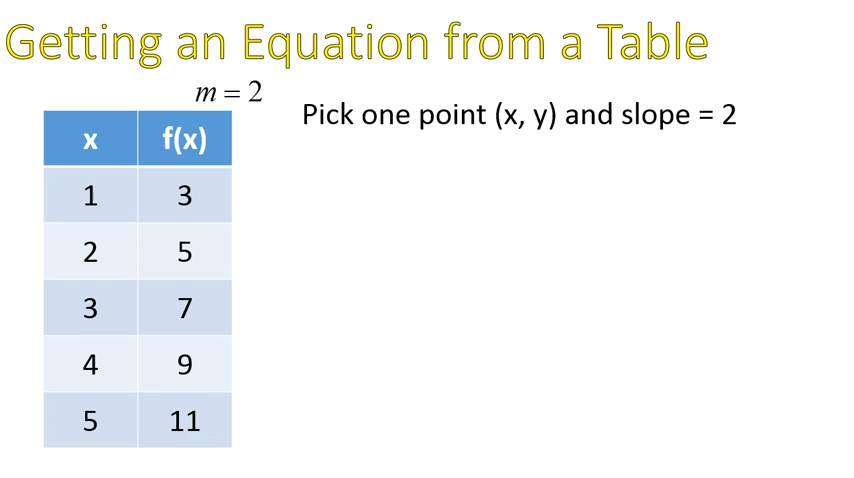 Getting an Equation from a Table
m = 2
Pick one point (x, y) and slope = 2
x f(x)
1 3
2 5
3 7
4 9
5 11